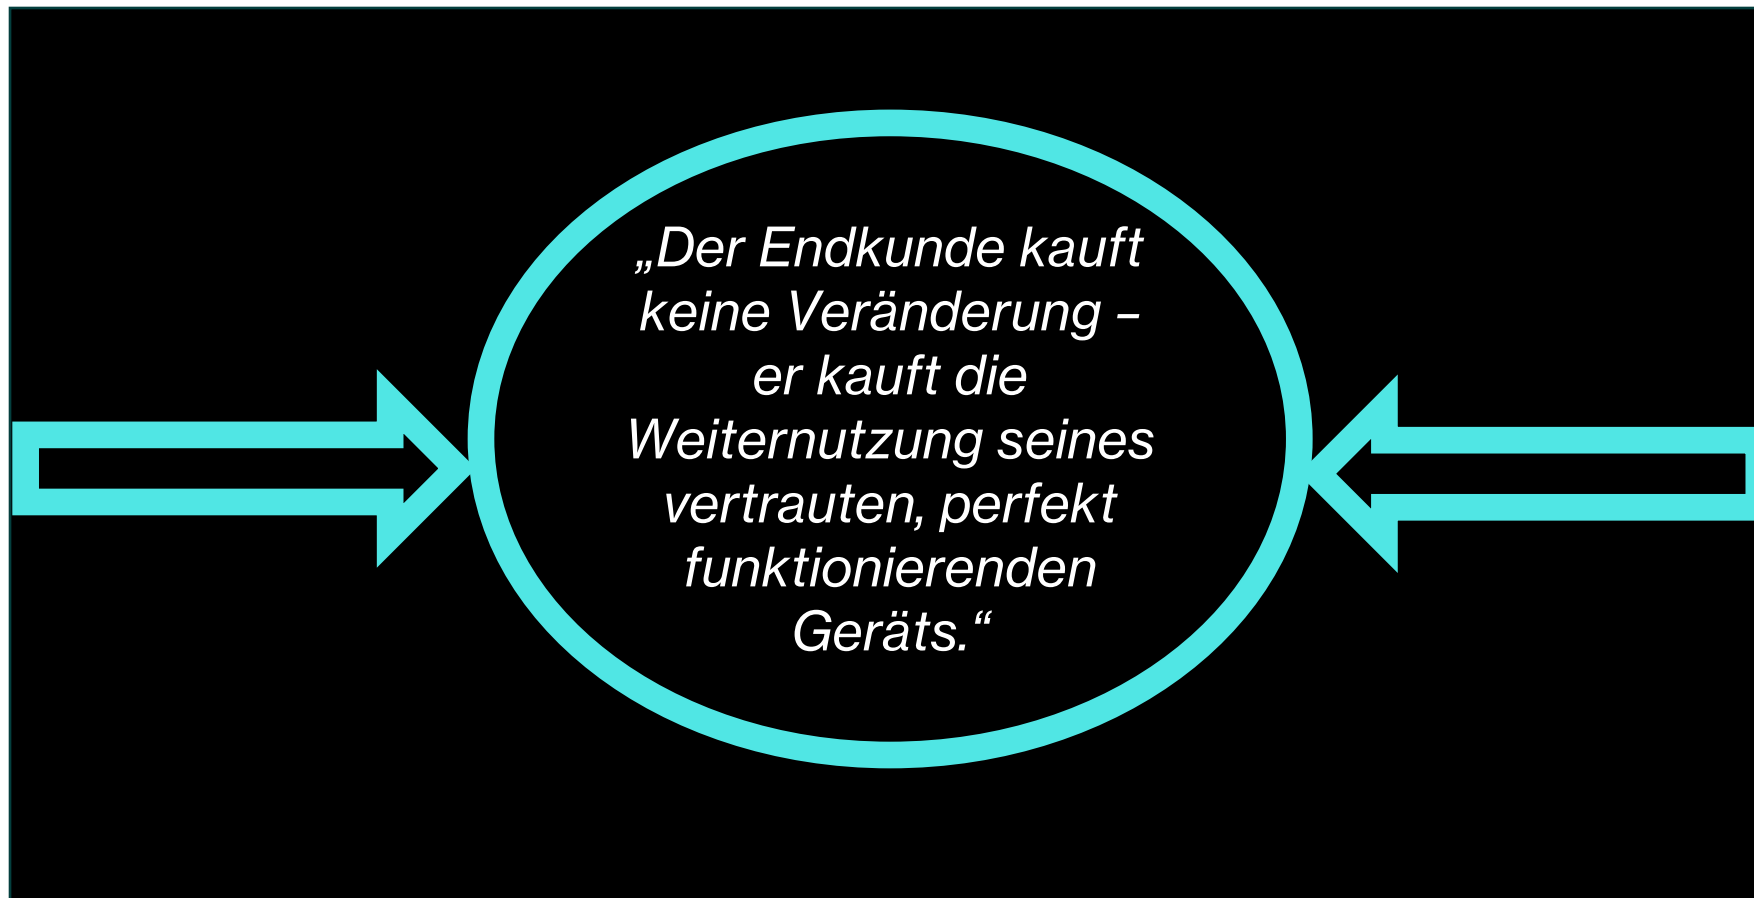 „Der Endkunde kauft
keine Veränderung –
er kauft die
Weiternutzung seines
vertrauten, perfekt
funktionierenden
Geräts.“